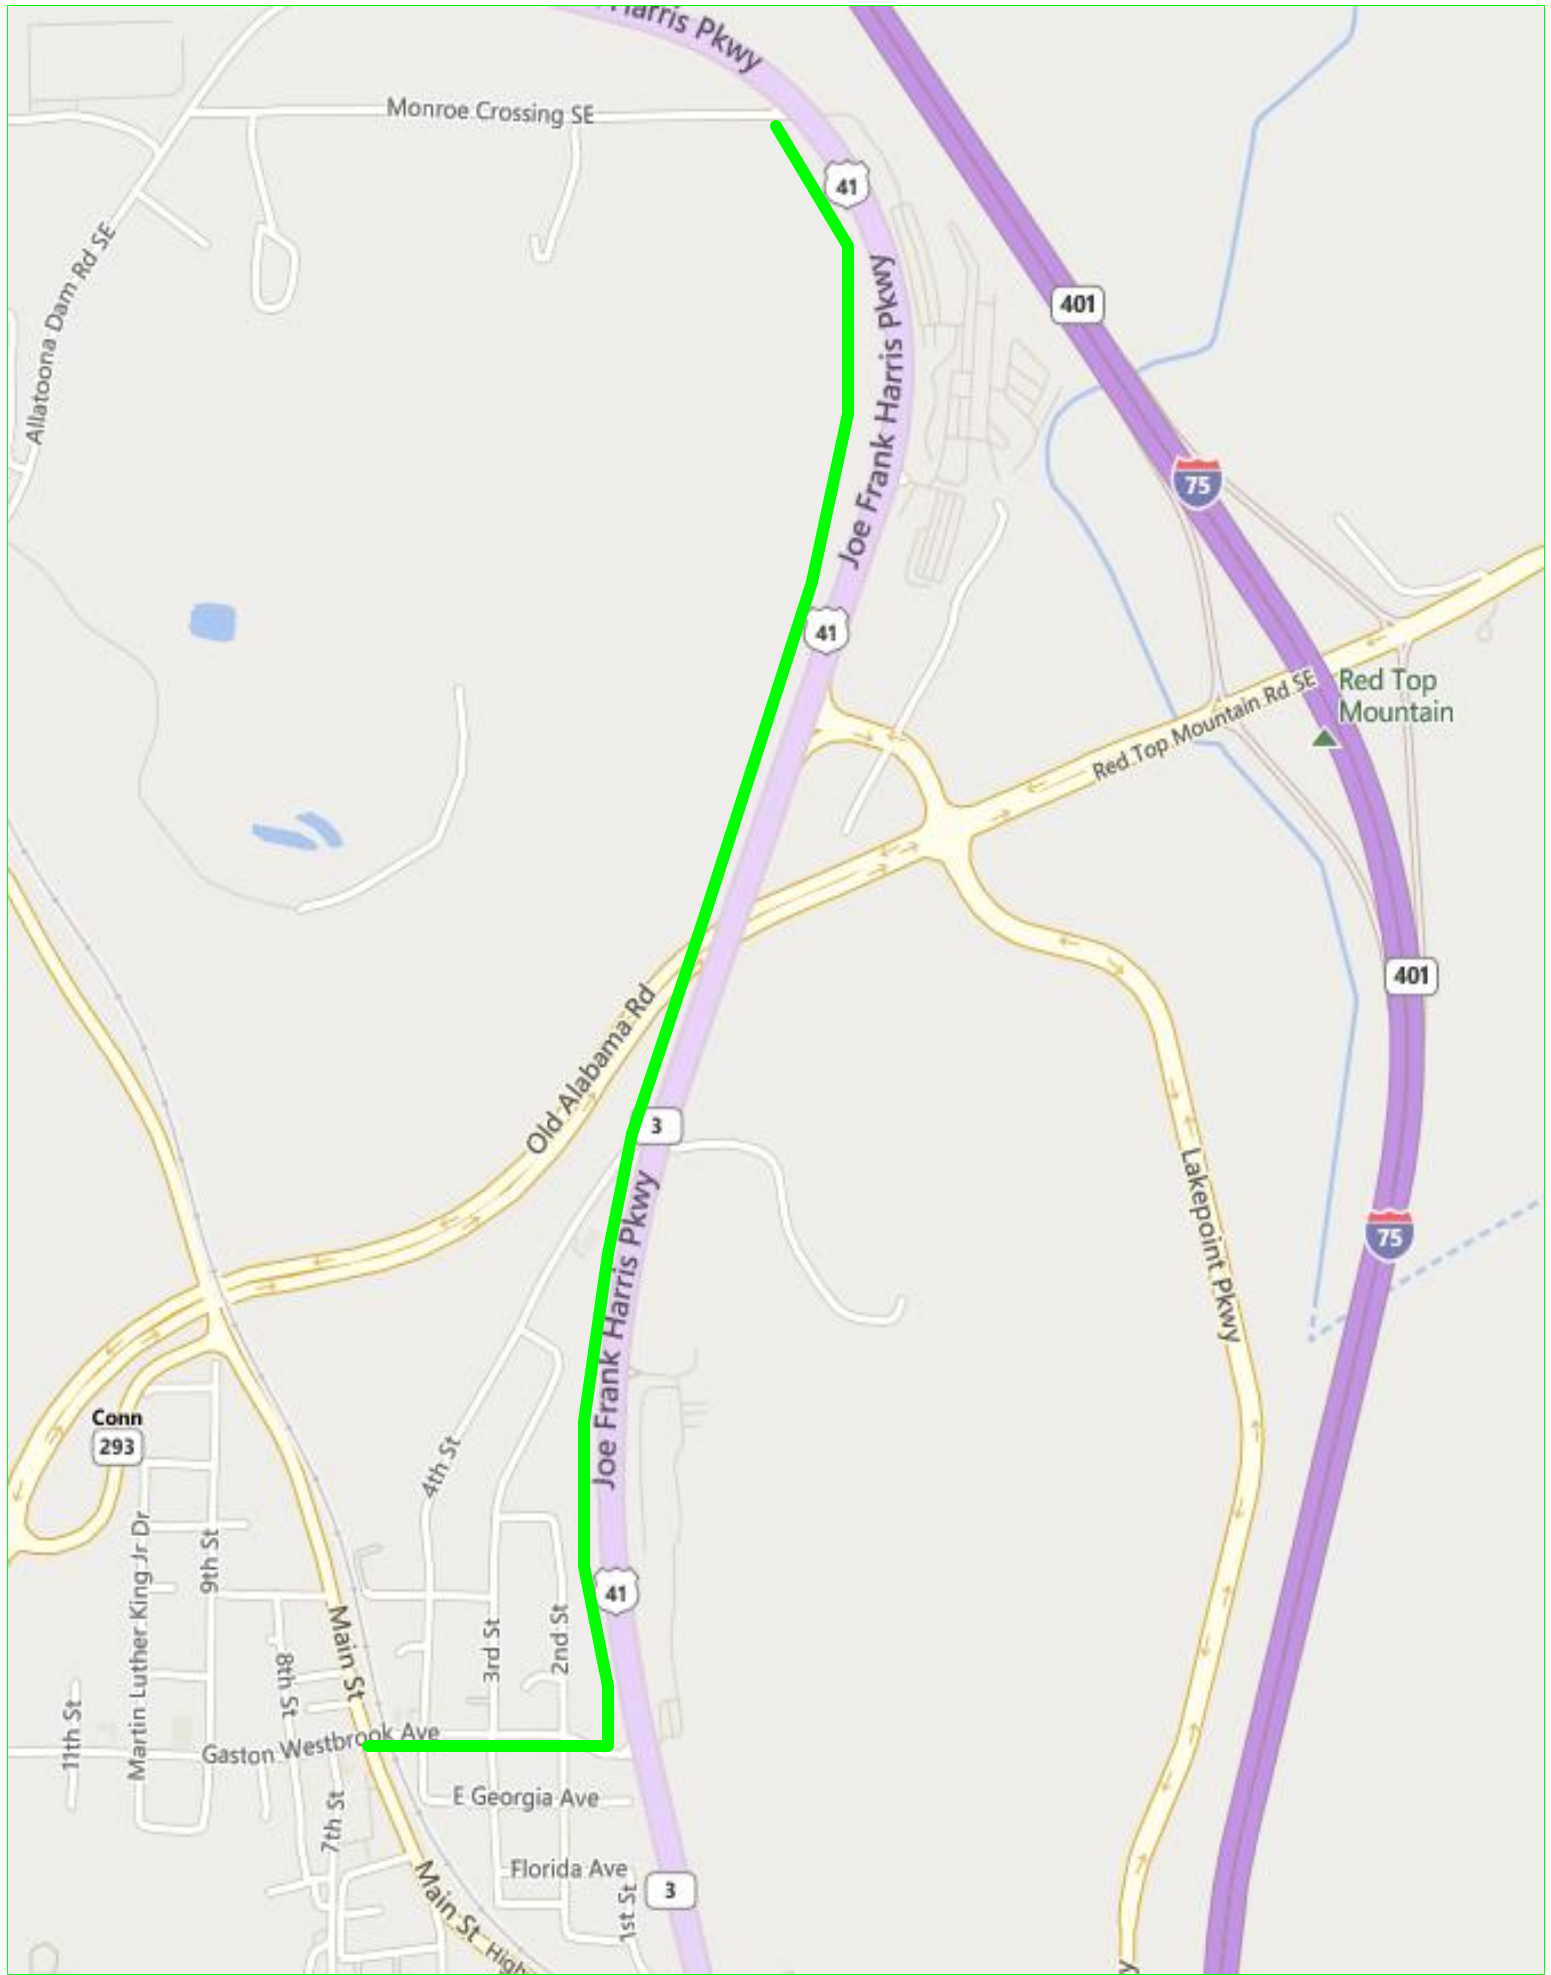 Harris Pkwy
Monroe Crossing SE
41
Allatoona Dam Rd SE
Joe Frank Harris Pkwy
401
75
41
Red Top
Mountain
Red Top Mountain Rd SE
401
Old Alabama Rd
3
Joe Frank Harris Pkwy
Lakepoint Pkwy
75
Conn
293
4th St
Martin Luther King Jr Dr
9th St
41
Main St
3rd St
2nd St
8th St
11th St
Gaston Westbrook Ave
E Georgia Ave
7th St
Florida Ave
Main St
1st St
3